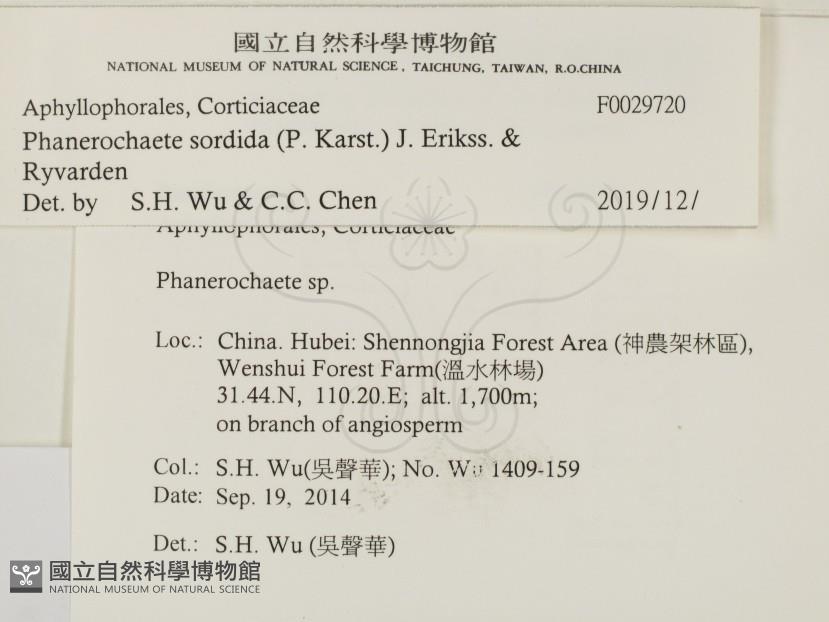 國立自然科學博物館
NATIONAL MUSEUM OF NATURAL SCIENCE, TAICHUNG, TAIWAN, R.O.CHINA
Aphyllophorales, Corticiaceae F0029720
Phanerochaete sordida (P. Karst.) J. Erikss. &
Ryvarden
Det. by S.H. Wu & C.C. Chen 2019/12/
Aphyllophorales, Corticiaceae
Phanerochaete sp.
Loc.: China. Hubei: Shennongjia Forest Area (神農架林區),
Wenshui Forest Farm(溫水林場)
31.44.N, 110.20.E; alt. 1,700m;
on branch of angiosperm
Col.: S.H. Wu(吳聲華); No. Wu 1409-159
Date: Sep. 19, 2014
Det.: S.H. Wu (吳聲華)
國立自然科學博物館
NATIONAL MUSEUM OF NATURAL SCIENCE